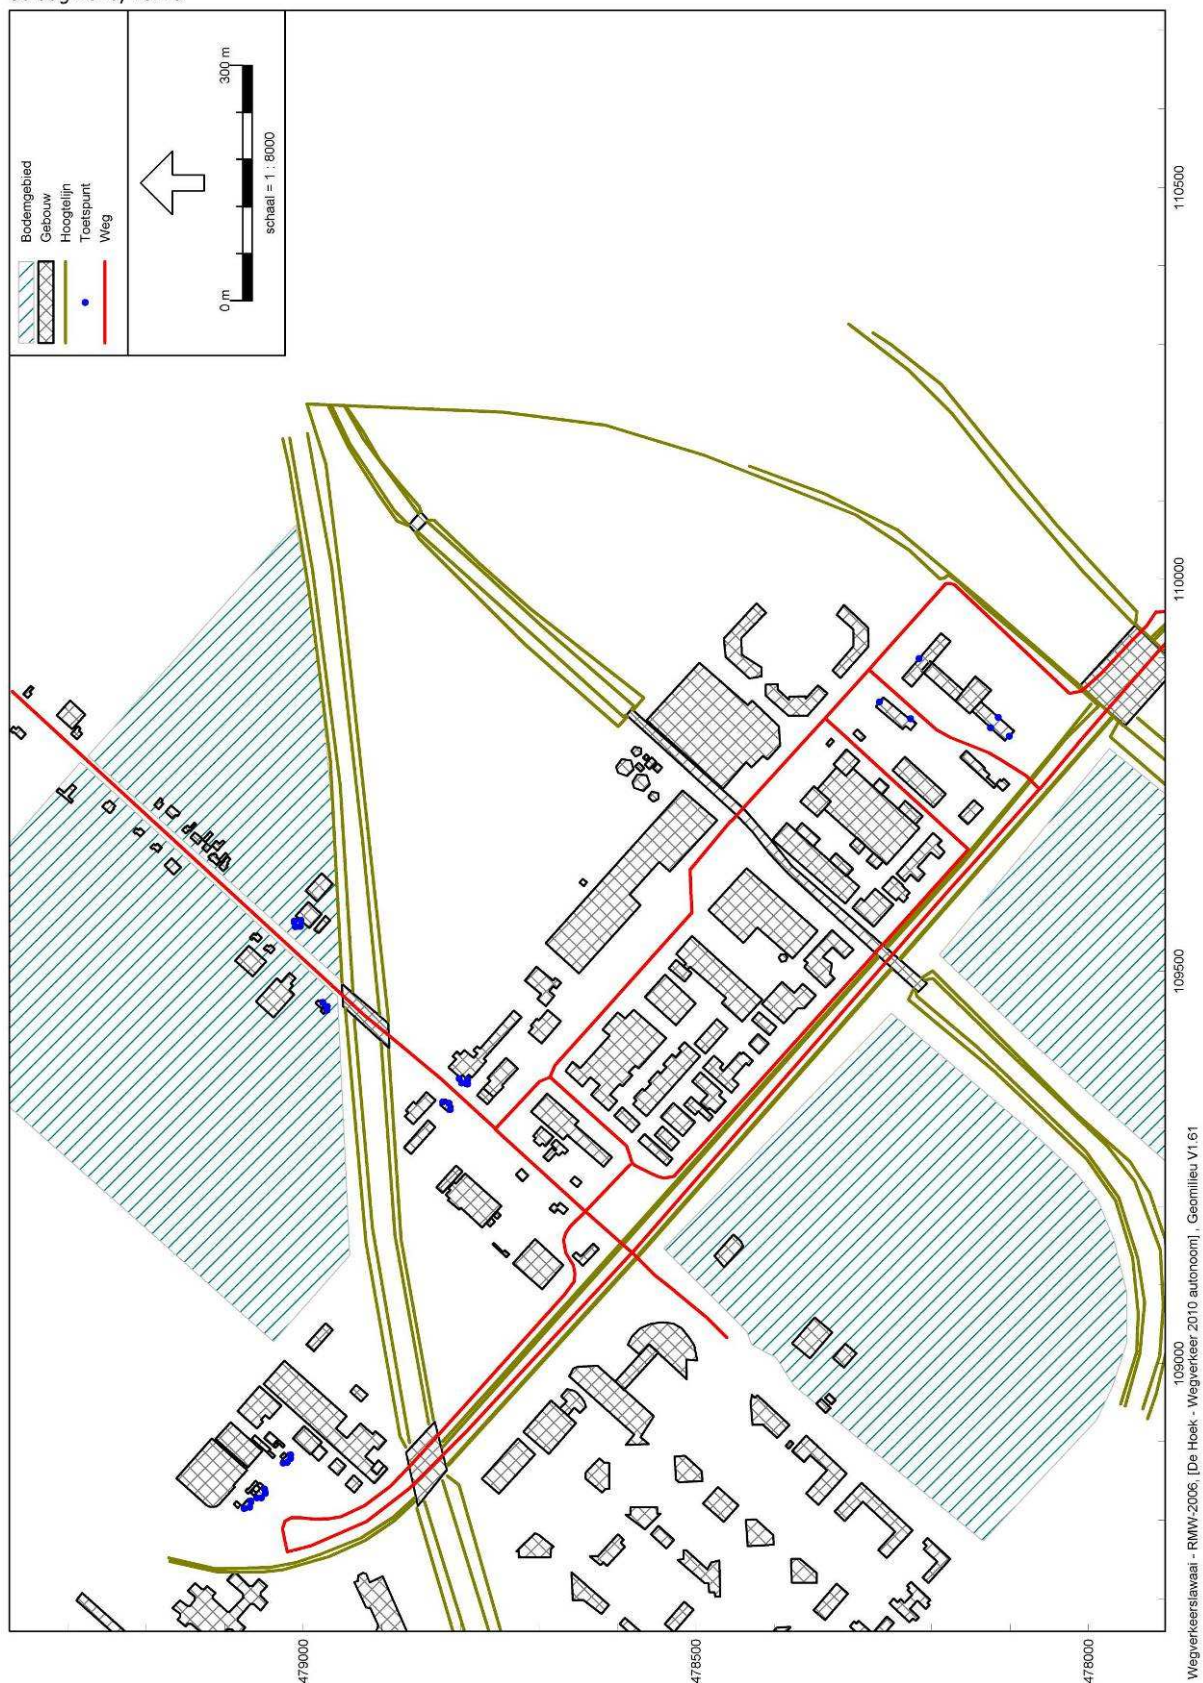 Bodemgebied
Gebouw
Hoogtelijn
Toetspunt
Weg
0 m
300 m
schaal = 1 : 8000
479000
478500
478000
109000
109500
110000
110500
Wegverkeerslawaai - RMW-2006, [De Hoek - Wegverkeer 2010 autonoom] , Geomilieu V1.61